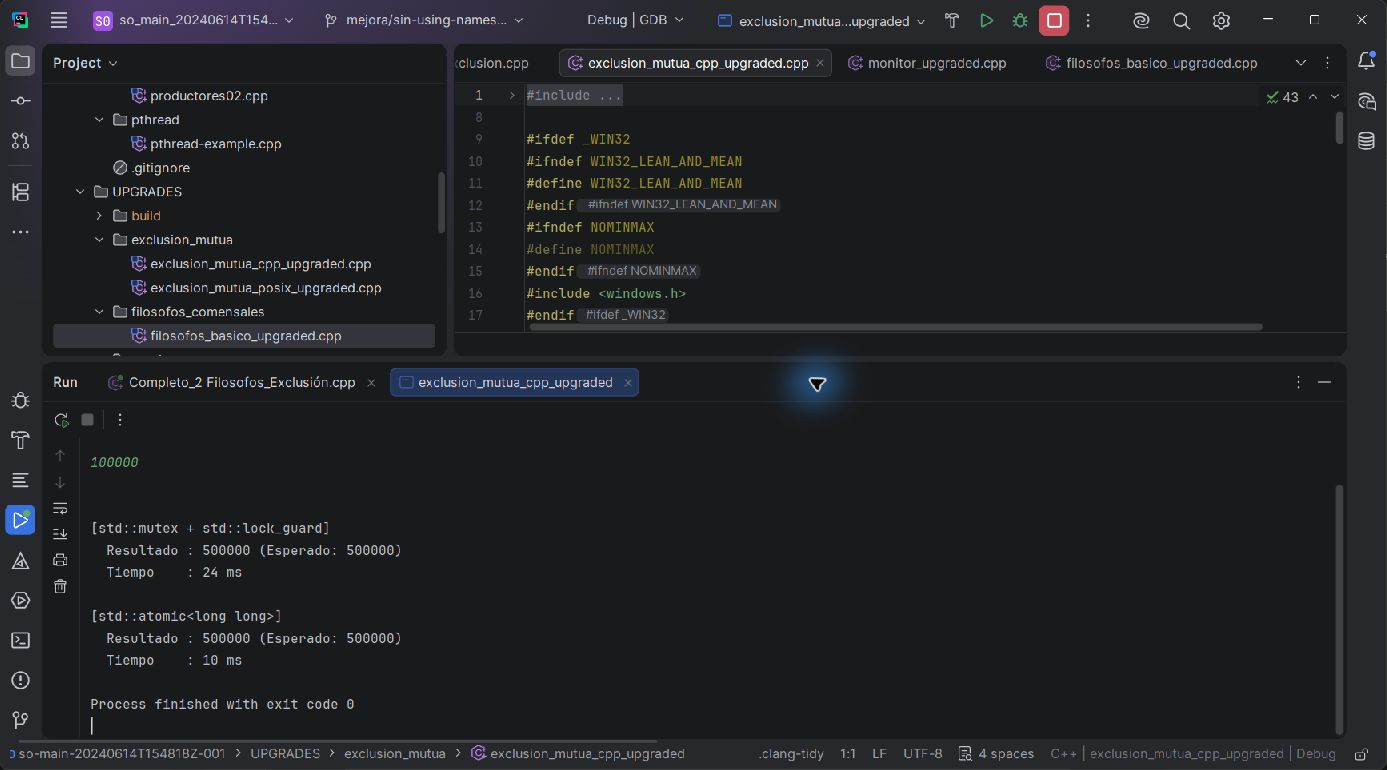 SO so_main_20240614T154... mejora/sin-using-names... Debug | GDB exclusion_mutua...upgraded
Project
productores02.cpp
pthread
pthread-example.cpp
.gitignore
UPGRADES
build
exclusion_mutua
exclusion_mutua_cpp_upgraded.cpp
exclusion_mutua_posix_upgraded.cpp
filosofos_comensales
filosofos_basico_upgraded.cpp
xclusion.cpp exclusion_mutua_cpp_upgraded.cpp monitor_upgraded.cpp filosofos_basico_upgraded.cpp
1 #include ... 43
8
9 #ifdef _WIN32
10 #ifndef WIN32_LEAN_AND_MEAN
11 #define WIN32_LEAN_AND_MEAN
12 #endif #ifndef WIN32_LEAN_AND_MEAN
13 #ifndef NOMINMAX
14 #define NOMINMAX
15 #endif #ifndef NOMINMAX
16 #include <windows.h>
17 #endif #ifdef _WIN32
Run Completo_2 Filosofos_Exclusión.cpp exclusion_mutua_cpp_upgraded
100000
[std::mutex + std::lock_guard]
Resultado : 500000 (Esperado: 500000)
Tiempo : 24 ms
[std::atomic<long long>]
Resultado : 500000 (Esperado: 500000)
Tiempo : 10 ms
Process finished with exit code 0
so-main-20240614T154818Z-001 > UPGRADES > exclusion_mutua > exclusion_mutua_cpp_upgraded .clang-tidy 1:1 LF UTF-8 4 spaces C++ | exclusion_mutua_cpp_upgraded | Debug